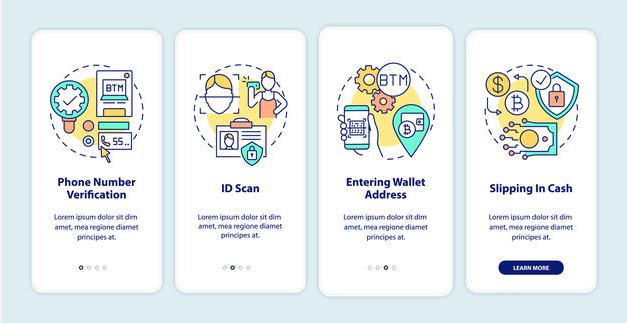 BTM
55..
Phone Number
Verification
Lorem ipsum dolor sit dim
amet, mea regione diamet
principes at.
ID Scan
Lorem ipsum dolor sit dim
amet, mea regione diamet
principes at.
BTM
Entering Wallet
Address
Lorem ipsum dolor sit dim
amet, mea regione diamet
principes at.
Slipping In Cash
Lorem ipsum dolor sit dim
amet, mea regione diamet
principes at.
LEARN MORE